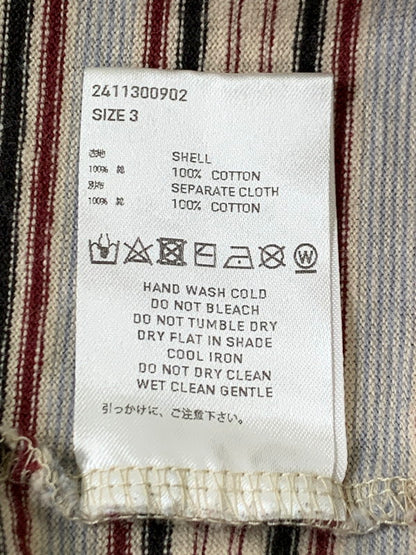 2411300902
SIZE 3
表地 SHELL
100% 綿 100% COTTON
別布 SEPARATE CLOTH
100% 綿 100% COTTON
HAND WASH COLD
DO NOT BLEACH
DO NOT TUMBLE DRY
DRY FLAT IN SHADE
COOL IRON
DO NOT DRY CLEAN
WET CLEAN GENTLE
引っかけに、ご注意下さい。